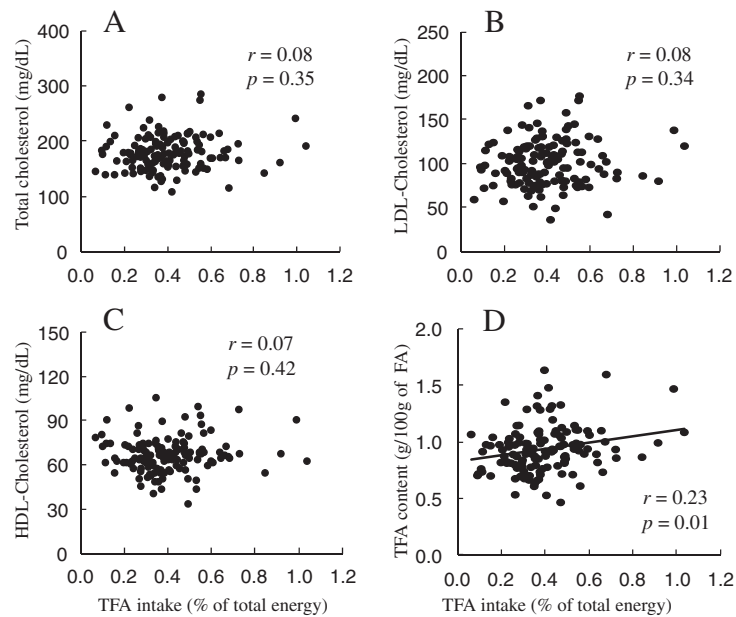 A
Total cholesterol (mg/dL)
400
300
200
100
0
r = 0.08
p = 0.35
0.0 0.2 0.4 0.6 0.8 1.0 1.2
B
LDL-Cholesterol (mg/dL)
250
200
150
100
50
0
r = 0.08
p = 0.34
0.0 0.2 0.4 0.6 0.8 1.0 1.2
C
HDL-Cholesterol (mg/dL)
150
120
90
60
30
0
r = 0.07
p = 0.42
0.0 0.2 0.4 0.6 0.8 1.0 1.2
TFA intake (% of total energy)
D
TFA content (g/100g of FA)
2.0
1.5
1.0
0.5
0.0
r = 0.23
p = 0.01
0.0 0.2 0.4 0.6 0.8 1.0 1.2
TFA intake (% of total energy)